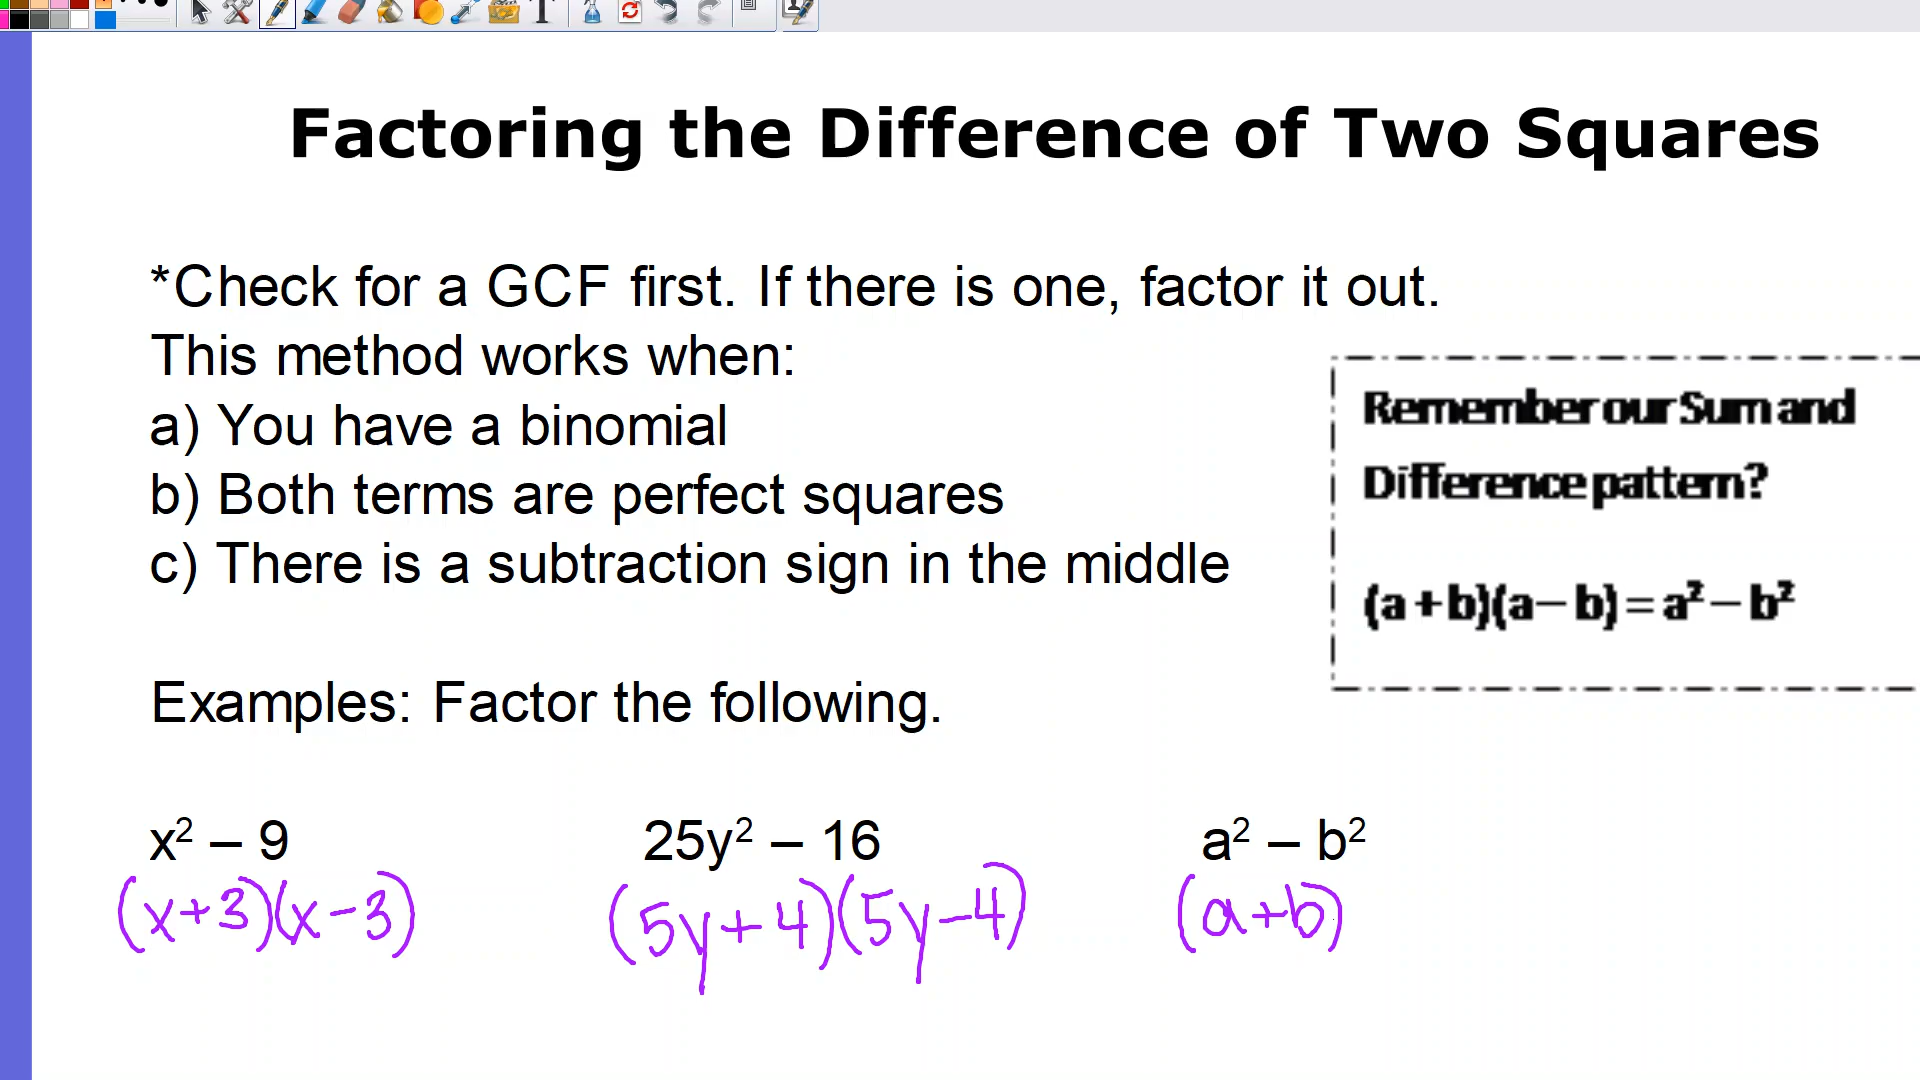 Factoring the Difference of Two Squares
*Check for a GCF first. If there is one, factor it out.
This method works when:
a) You have a binomial
b) Both terms are perfect squares
c) There is a subtraction sign in the middle
Remember our Sum and
Difference pattern?
(a + b)(a – b) = a² – b²
Examples: Factor the following.
x² – 9
(x+3)(x-3)
25y² – 16
(5y+4)(5y-4)
a² – b²
(a+b)